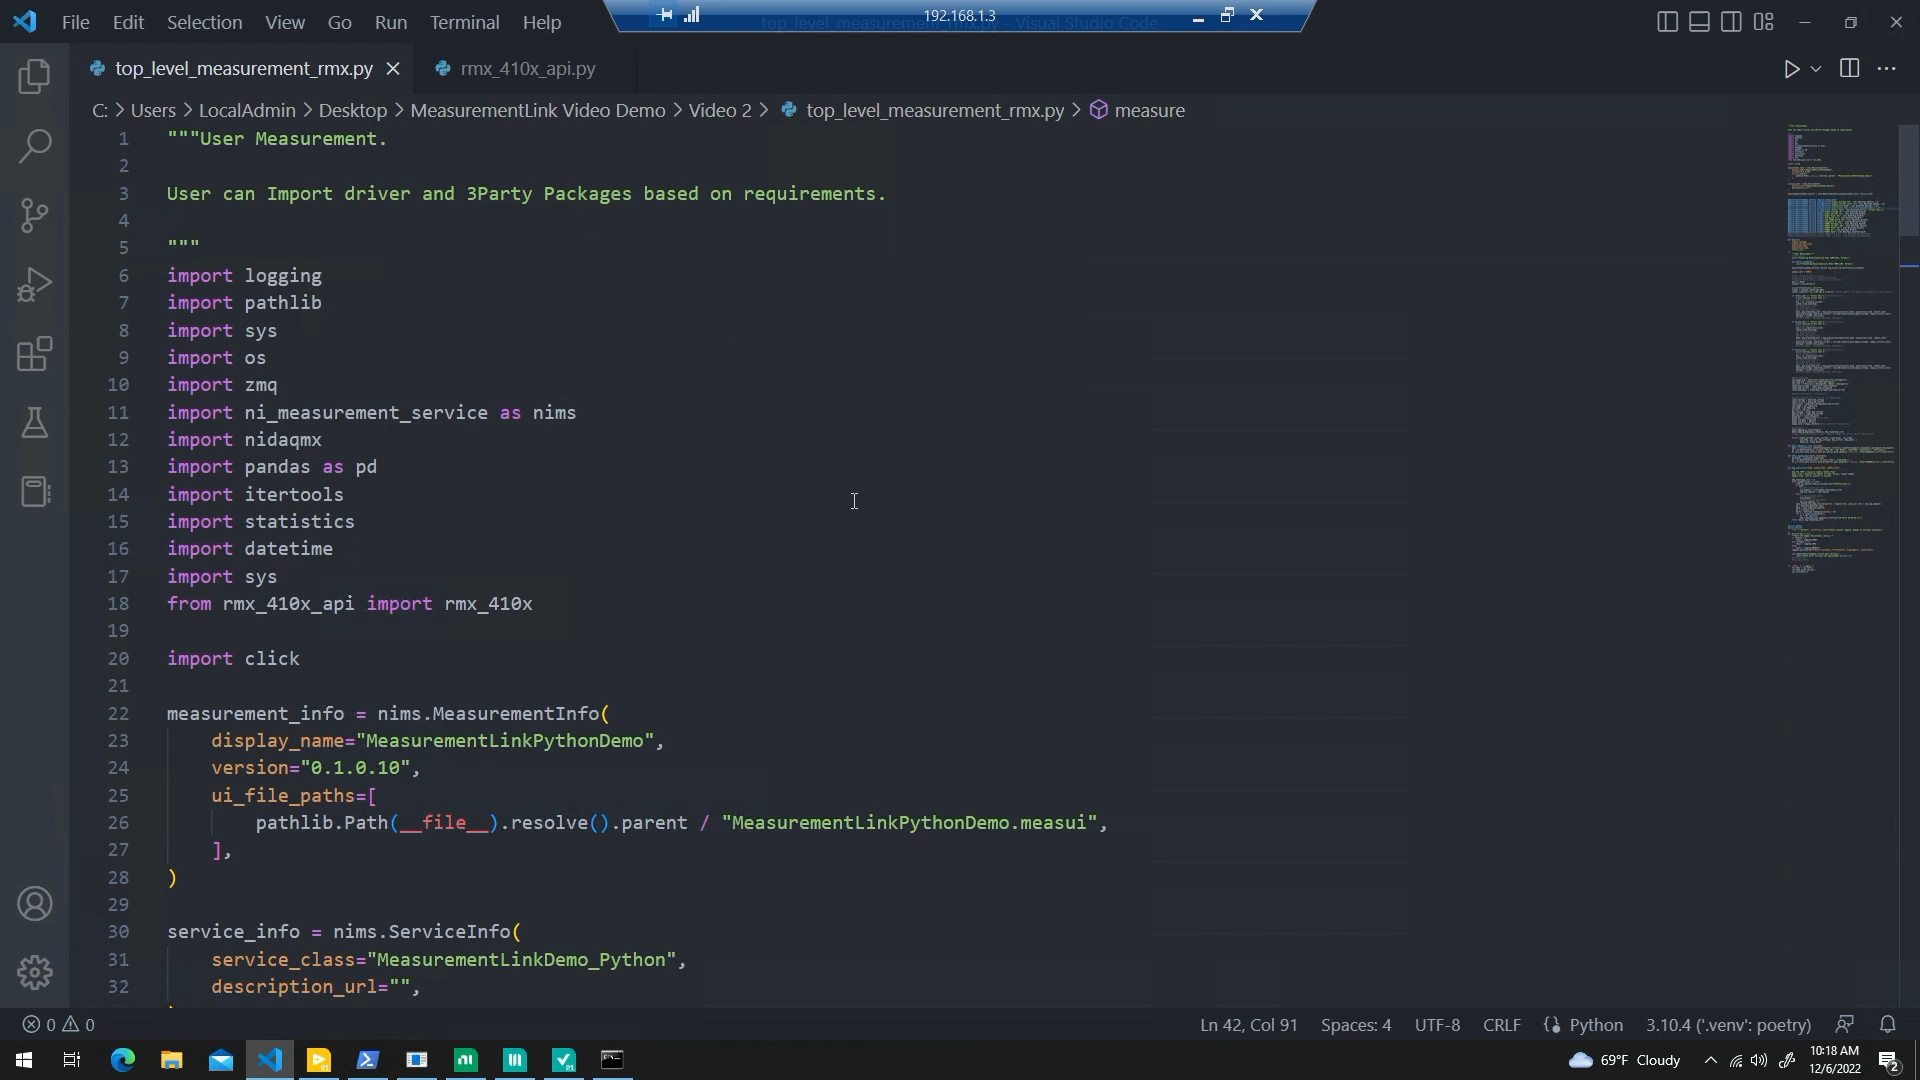 File Edit Selection View Go Run Terminal Help
192.168.1.3
top_level_measurement_rmx.py - Visual Studio Code
top_level_measurement_rmx.py
rmx_410x_api.py
C: > Users > LocalAdmin > Desktop > MeasurementLink Video Demo > Video 2 > top_level_measurement_rmx.py > measure
1 """User Measurement.
2
3 User can Import driver and 3Party Packages based on requirements.
4
5 """
6 import logging
7 import pathlib
8 import sys
9 import os
10 import zmq
11 import ni_measurement_service as nims
12 import nidaqmx
13 import pandas as pd
14 import itertools
15 import statistics
16 import datetime
17 import sys
18 from rmx_410x_api import rmx_410x
19
20 import click
21
22 measurement_info = nims.MeasurementInfo(
23 display_name="MeasurementLinkPythonDemo",
24 version="0.1.0.10",
25 ui_file_paths=[
26 pathlib.Path(__file__).resolve().parent / "MeasurementLinkPythonDemo.measui",
27 ],
28 )
29
30 service_info = nims.ServiceInfo(
31 service_class="MeasurementLinkDemo_Python",
32 description_url="",
0 0 Ln 42, Col 91 Spaces: 4 UTF-8 CRLF Python 3.10.4 ('.venv': poetry)
69°F Cloudy
10:18 AM
12/6/2022
2